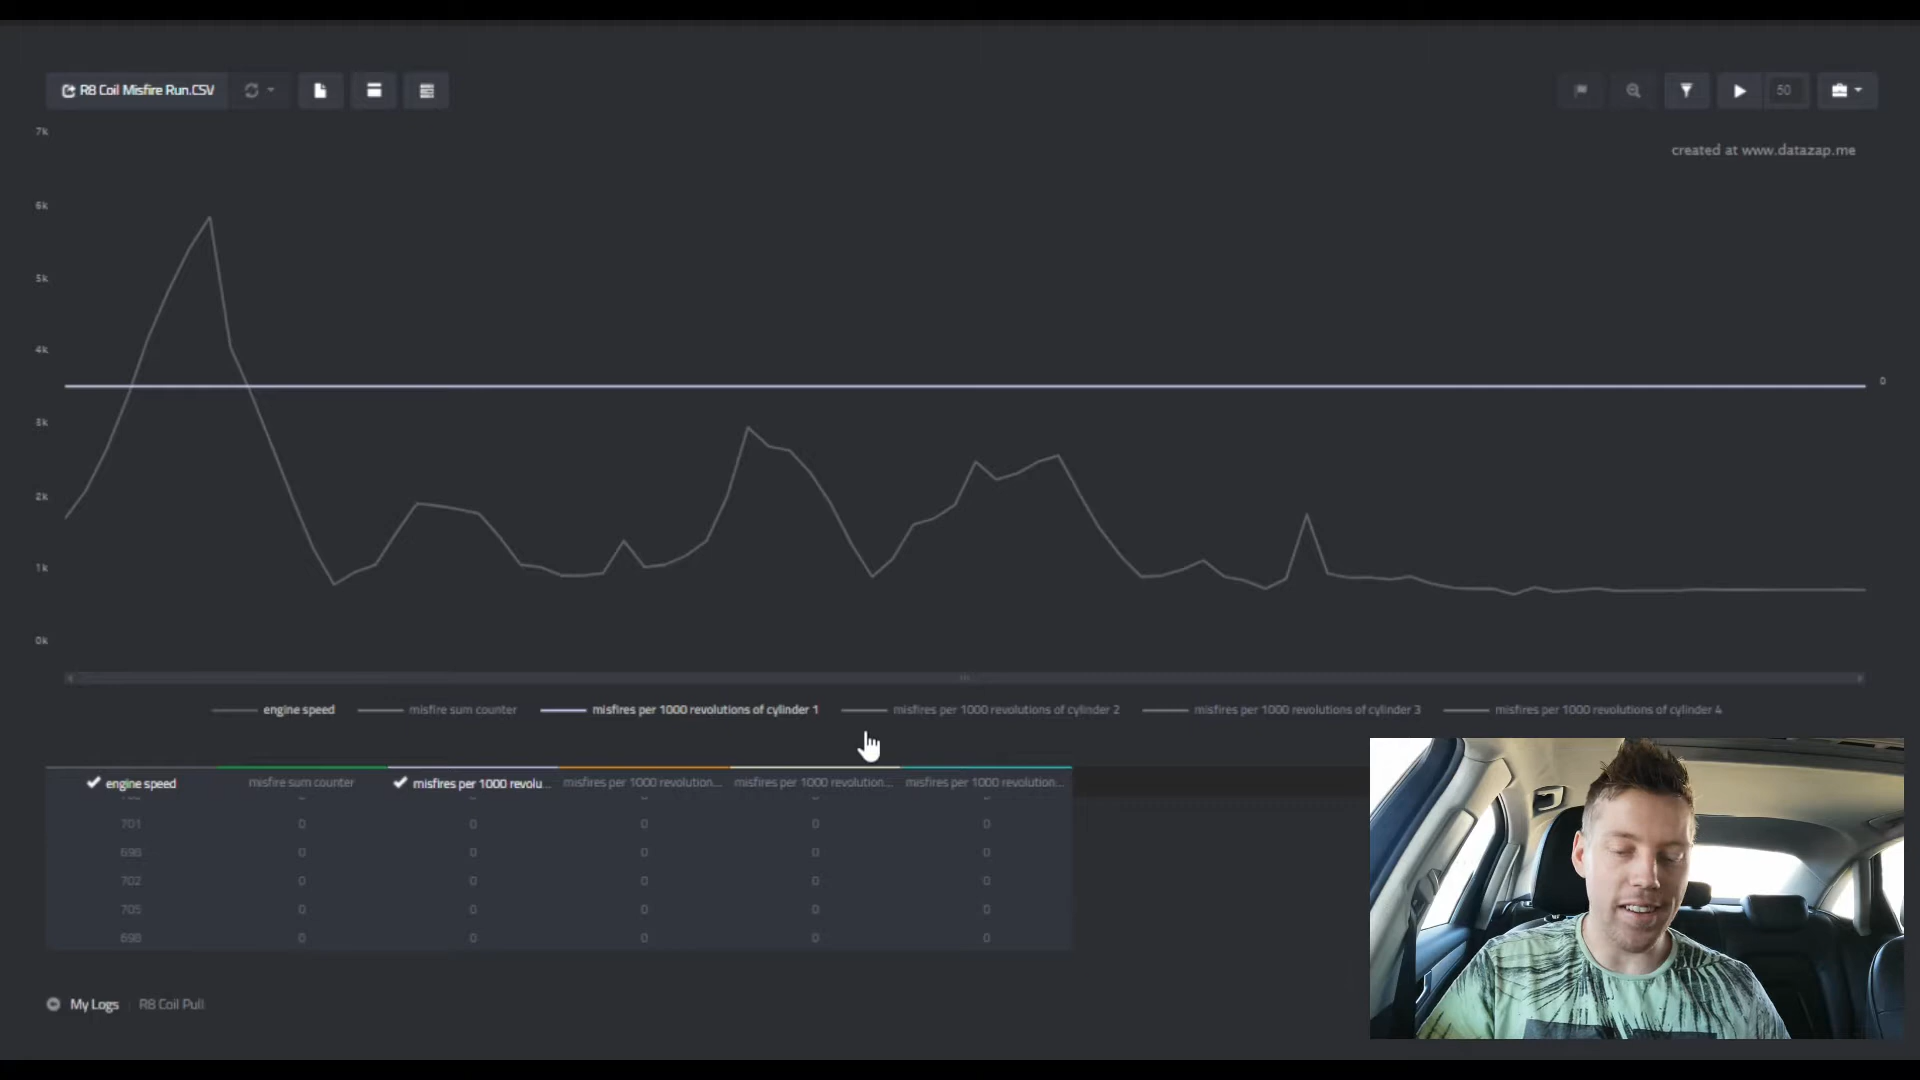 R8 Coil Misfire Run.CSV
50
7k
created at www.datazap.me
6k
5k
4k
0
3k
2k
1k
0k
engine speed misfire sum counter misfires per 1000 revolutions of cylinder 1 misfires per 1000 revolutions of cylinder 2 misfires per 1000 revolutions of cylinder 3 misfires per 1000 revolutions of cylinder 4
engine speed misfire sum counter misfires per 1000 revolu... misfires per 1000 revolution... misfires per 1000 revolution... misfires per 1000 revolution...
701 0 0 0 0 0
698 0 0 0 0 0
702 0 0 0 0 0
705 0 0 0 0 0
698 0 0 0 0 0
My Logs R8 Coil Pull